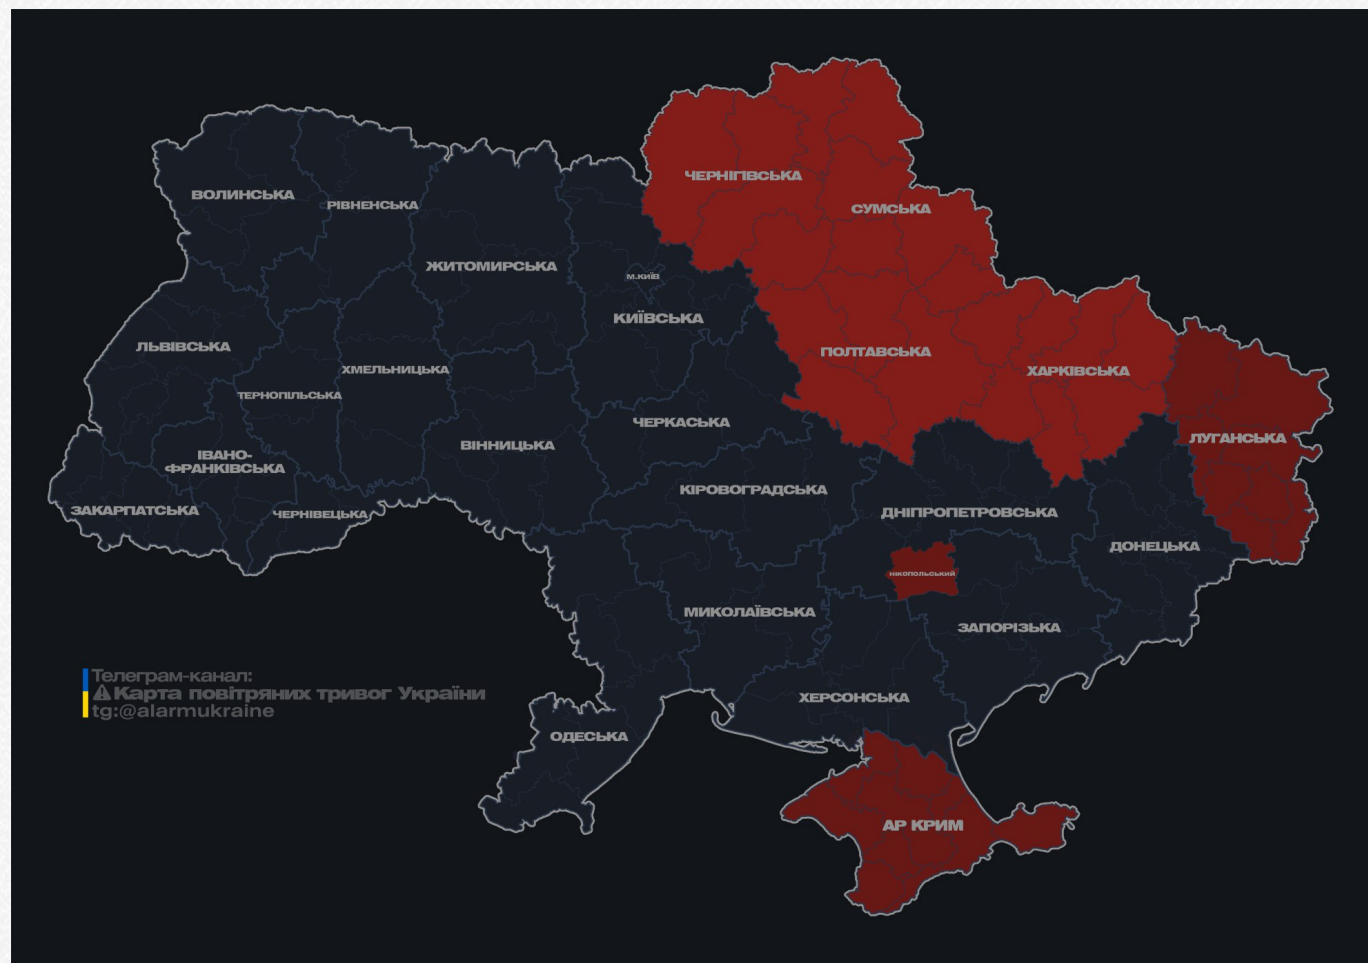 ЧЕРНІГІВСЬКА
ВОЛИНСЬКА
РІВНЕНСЬКА
СУМСЬКА
ЖИТОМИРСЬКА
М.КИЇВ
КИЇВСЬКА
ЛЬВІВСЬКА
ПОЛТАВСЬКА
ХМЕЛЬНИЦЬКА
ХАРКІВСЬКА
ТЕРНОПІЛЬСЬКА
ЧЕРКАСЬКА
ВІННИЦЬКА
ЛУГАНСЬКА
ІВАНО-
ФРАНКІВСЬКА
КІРОВОГРАДСЬКА
ЗАКАРПАТСЬКА
ЧЕРНІВЕЦЬКА
ДНІПРОПЕТРОВСЬКА
ДОНЕЦЬКА
НІКОПОЛЬСЬКИЙ
МИКОЛАЇВСЬКА
ЗАПОРІЗЬКА
Телеграм-канал:
⚠Карта повітряних тривог України
tg:@alarmukraine
ХЕРСОНСЬКА
ОДЕСЬКА
АР КРИМ